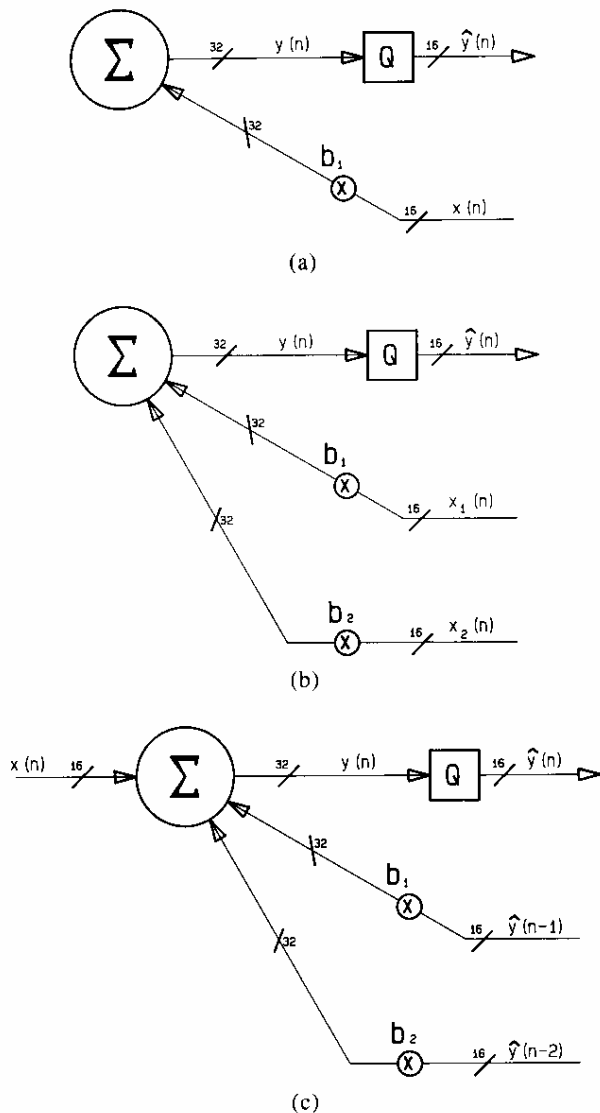 32 y (n) 16 ŷ (n)
Σ Q
32
b₁
X
16 x (n)
(a)
32 y (n) 16 ŷ (n)
Σ Q
32
b₁
X
16 x₁ (n)
32
b₂
X
16 x₂ (n)
(b)
x (n) 16 32 y (n) 16 ŷ (n)
Σ Q
32
b₁
X
16 ŷ (n-1)
32
b₂
X
16 ŷ (n-2)
(c)